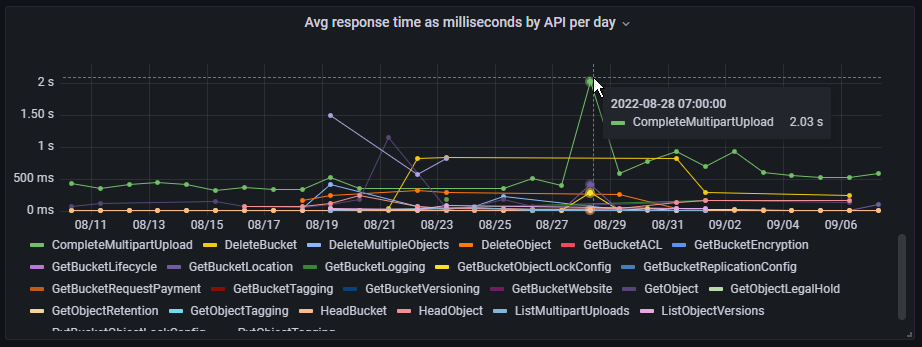 Avg response time as milliseconds by API per day
2 s
1.50 s
1 s
500 ms
0 ms
2022-08-28 07:00:00
CompleteMultipartUpload 2.03 s
08/11 08/13 08/15 08/17 08/19 08/21 08/23 08/25 08/27 08/29 08/31 09/02 09/04 09/06
CompleteMultipartUpload DeleteBucket DeleteMultipleObjects DeleteObject GetBucketACL GetBucketEncryption
GetBucketLifecycle GetBucketLocation GetBucketLogging GetBucketObjectLockConfig GetBucketReplicationConfig
GetBucketRequestPayment GetBucketTagging GetBucketVersioning GetBucketWebsite GetObject GetObjectLegalHold
GetObjectRetention GetObjectTagging HeadBucket HeadObject ListMultipartUploads ListObjectVersions
PutBucketObjectLockConfig PutObjectTagging